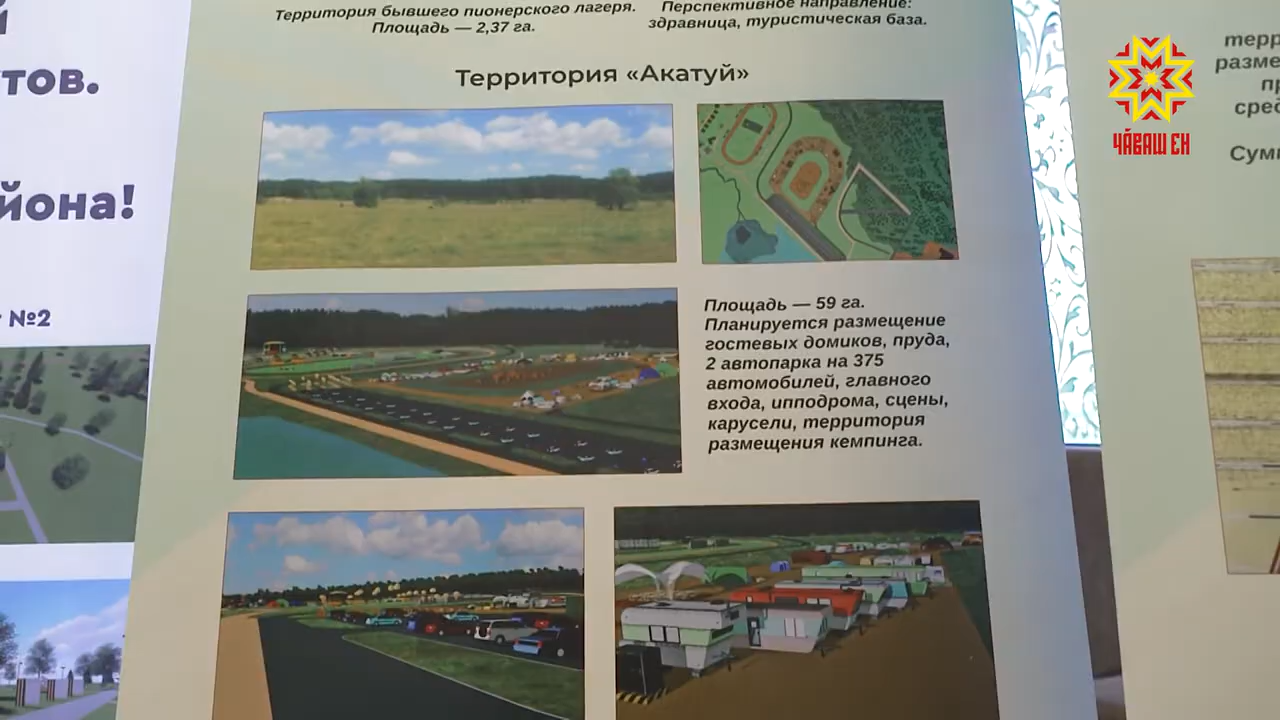 тов.
йона!
№2
Территория бывшего пионерского лагеря.
Площадь — 2,37 га.
Перспективное направление:
здравница, туристическая база.
Территория «Акатуй»
Площадь — 59 га.
Планируется размещение
гостевых домиков, пруда,
2 автопарка на 375
автомобилей, главного
входа, ипподрома, сцены,
карусели, территория
размещения кемпинга.
ЧӐВАШ ЕН
терр
разме
пр
сред
Сум